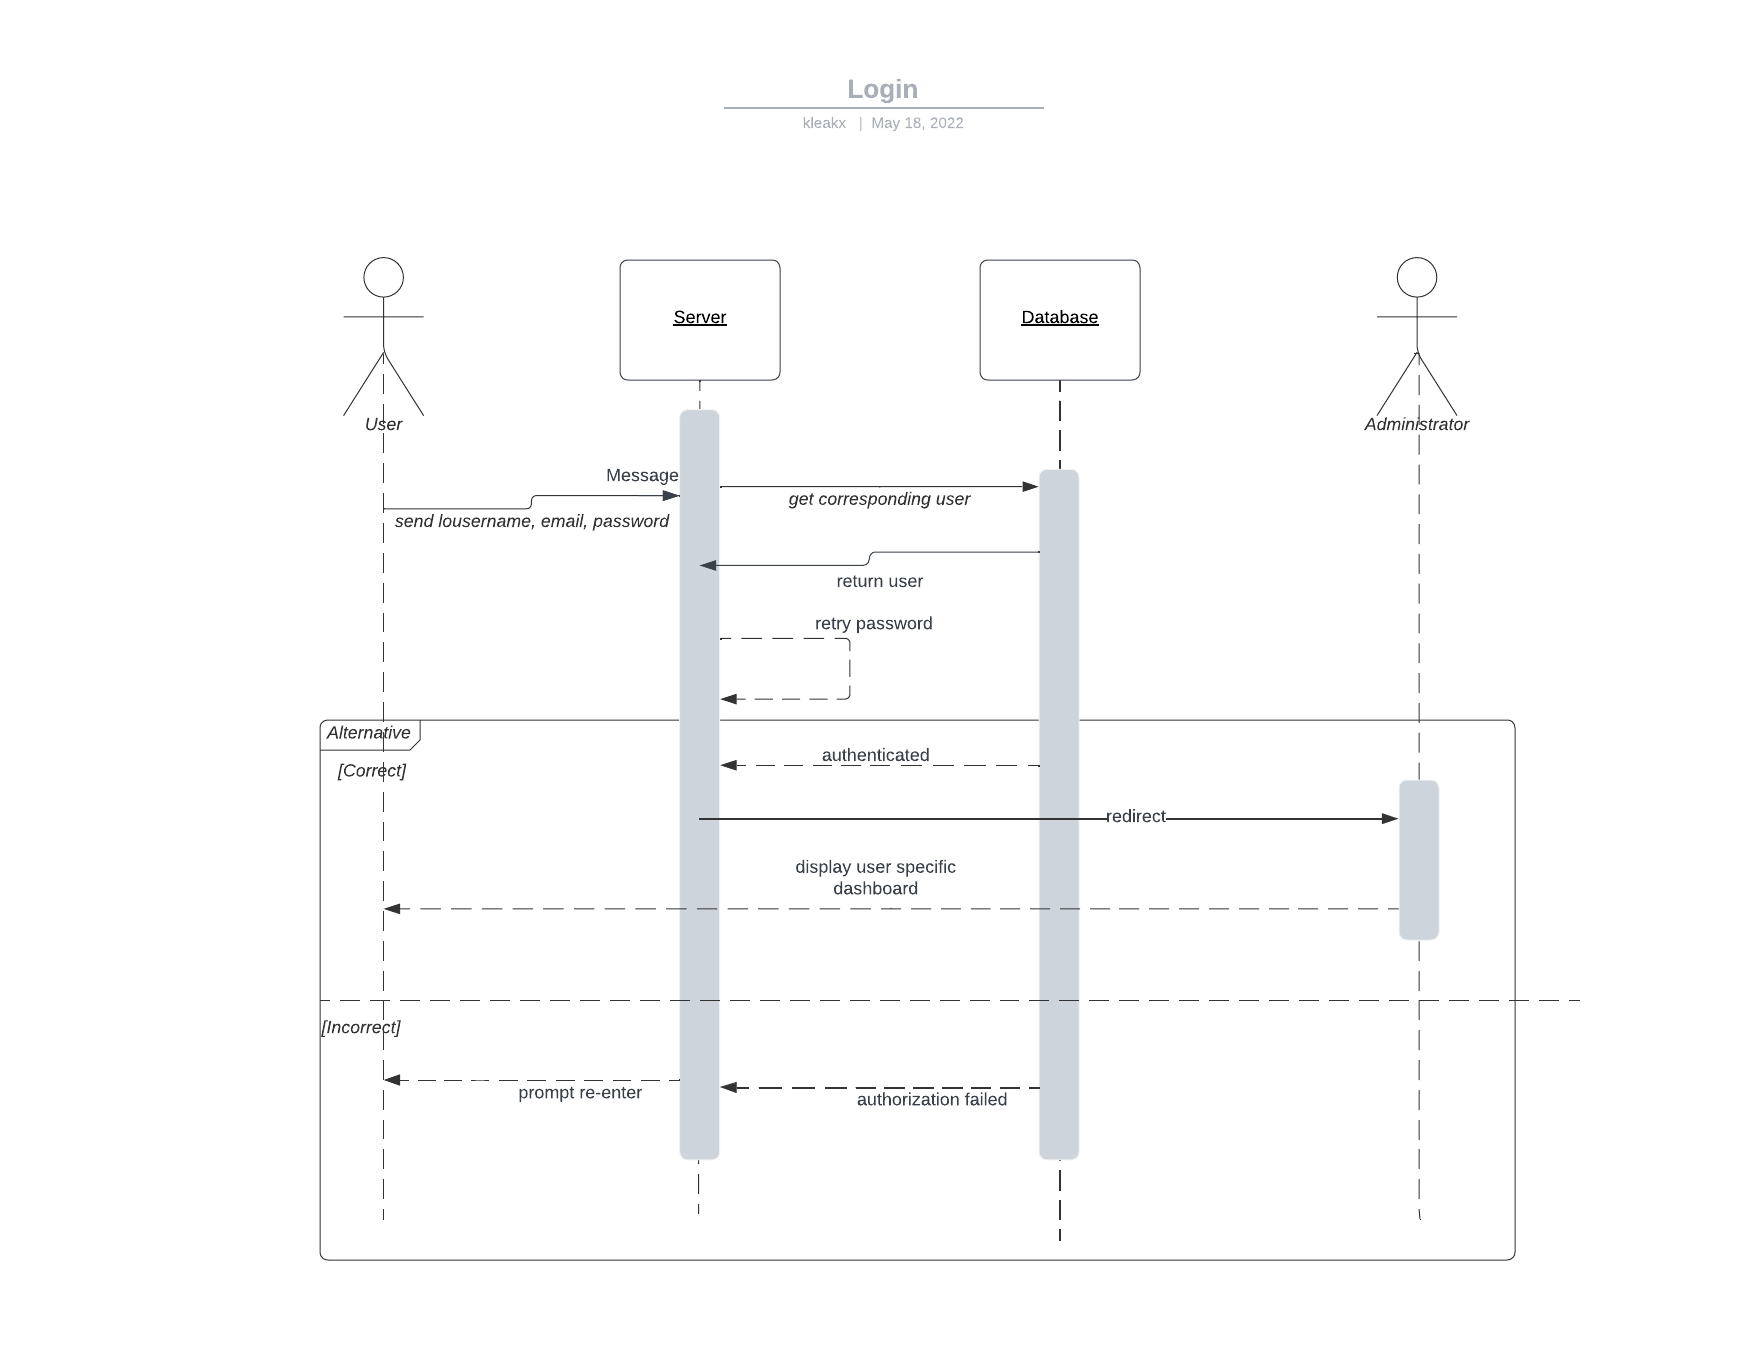 Login
kleakx | May 18, 2022
Server
Database
User
Administrator
Message
send lousername, email, password
get corresponding user
return user
retry password
Alternative
[Correct]
authenticated
redirect
display user specific
dashboard
[Incorrect]
prompt re-enter
authorization failed